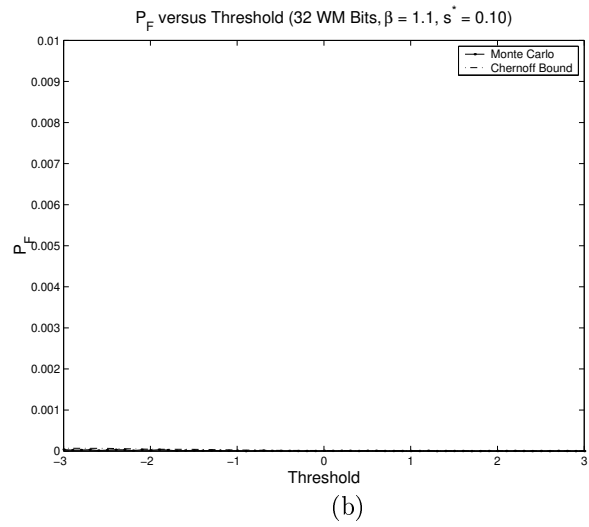 P_F versus Threshold (32 WM Bits, β = 1.1, s* = 0.10)
Monte Carlo
Chernoff Bound
0.01
0.009
0.008
0.007
0.006
0.005
0.004
0.003
0.002
0.001
0
P_F
-3 -2 -1 0 1 2 3
Threshold
(b)